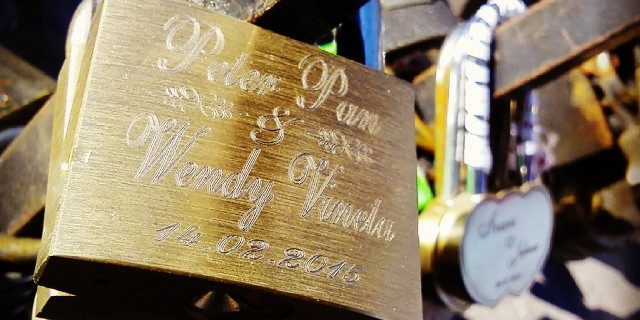 Peter Pan
&
Wendy Vineta
14.02.2015